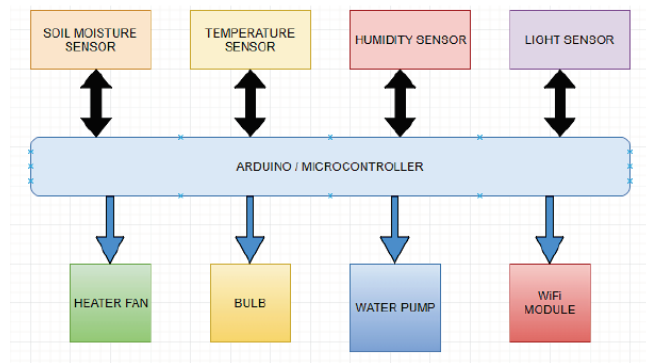 SOIL MOISTURE
SENSOR
TEMPERATURE
SENSOR
HUMIDITY SENSOR
LIGHT SENSOR
ARDUINO / MICROCONTROLLER
HEATER FAN
BULB
WATER PUMP
WiFi
MODULE